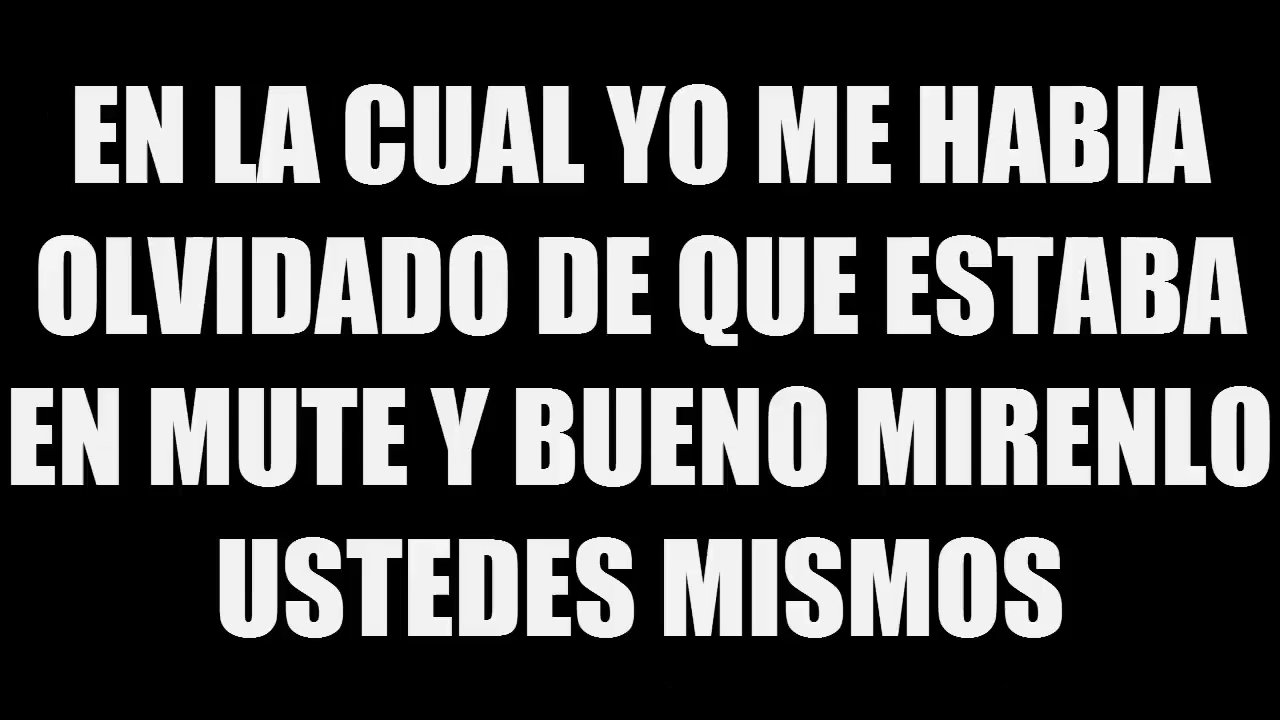 EN LA CUAL YO ME HABIA
OLVIDADO DE QUE ESTABA
EN MUTE Y BUENO MIRENLO
USTEDES MISMOS